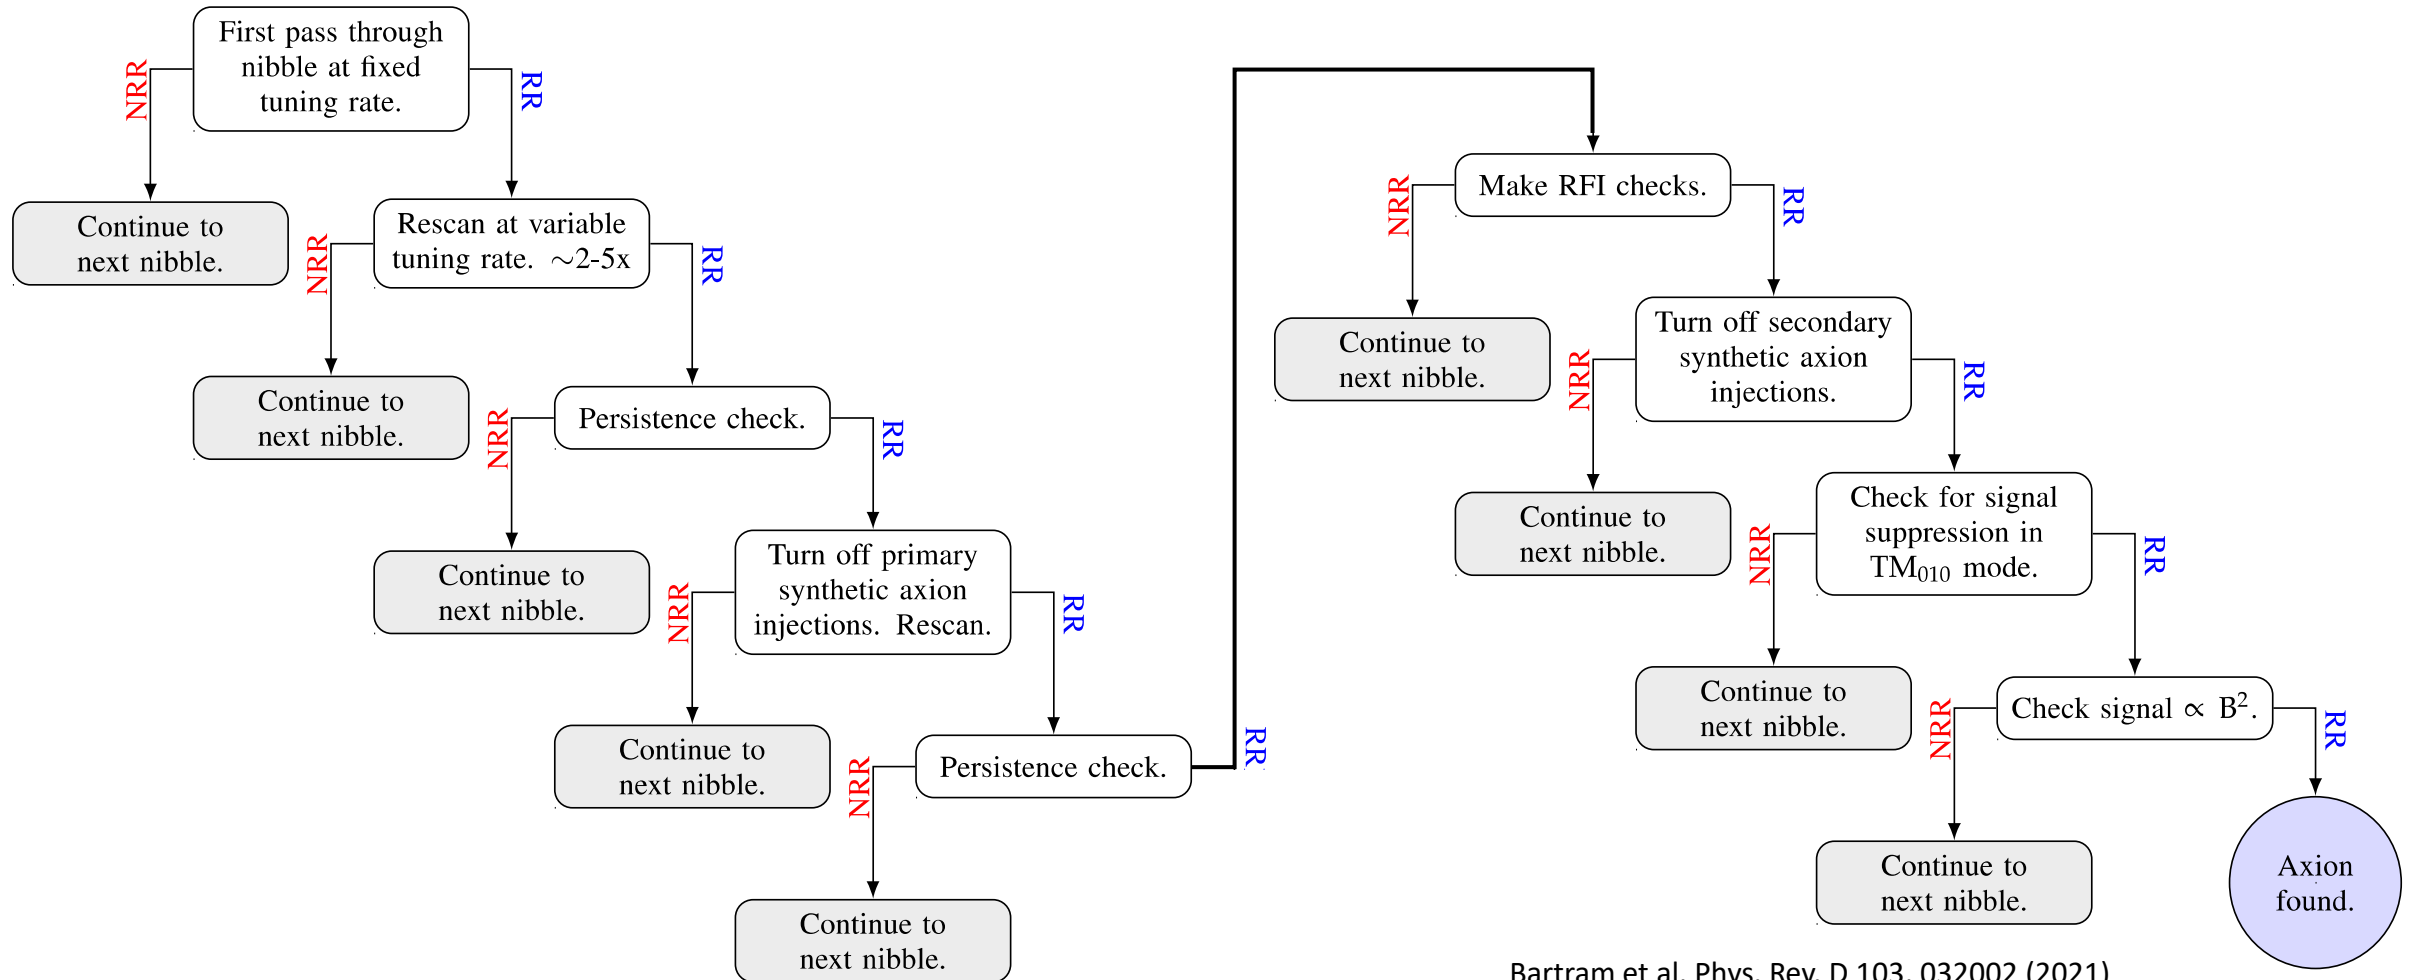 First pass through
nibble at fixed
tuning rate.
NRR
RR
Continue to
next nibble.
Rescan at variable
tuning rate. ∼2-5x
NRR
RR
Continue to
next nibble.
Persistence check.
NRR
RR
Continue to
next nibble.
Turn off primary
synthetic axion
injections. Rescan.
NRR
RR
Continue to
next nibble.
Persistence check.
NRR
RR
Continue to
next nibble.
Make RFI checks.
NRR
RR
Continue to
next nibble.
Turn off secondary
synthetic axion
injections.
NRR
RR
Continue to
next nibble.
Check for signal
suppression in
TM₀₁₀ mode.
NRR
RR
Continue to
next nibble.
Check signal ∝ B².
NRR
RR
Continue to
next nibble.
Axion
found.
Bartram et al. Phys. Rev. D 103, 032002 (2021)